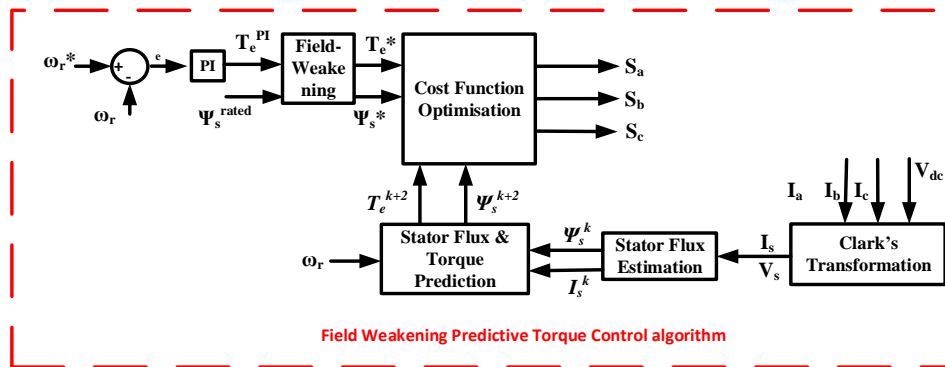 ωr*
+
-
ωr
e
PI
Te^PI
Ψs^rated
Field-
Weake
ning
Te*
Ψs*
Cost Function
Optimisation
Sa
Sb
Sc
Te^k+2
Ψs^k+2
ωr
Stator Flux &
Torque
Prediction
Ψs^k
Is^k
Stator Flux
Estimation
Is
Vs
Ia
Ib
Ic
Vdc
Clark's
Transformation
Field Weakening Predictive Torque Control algorithm